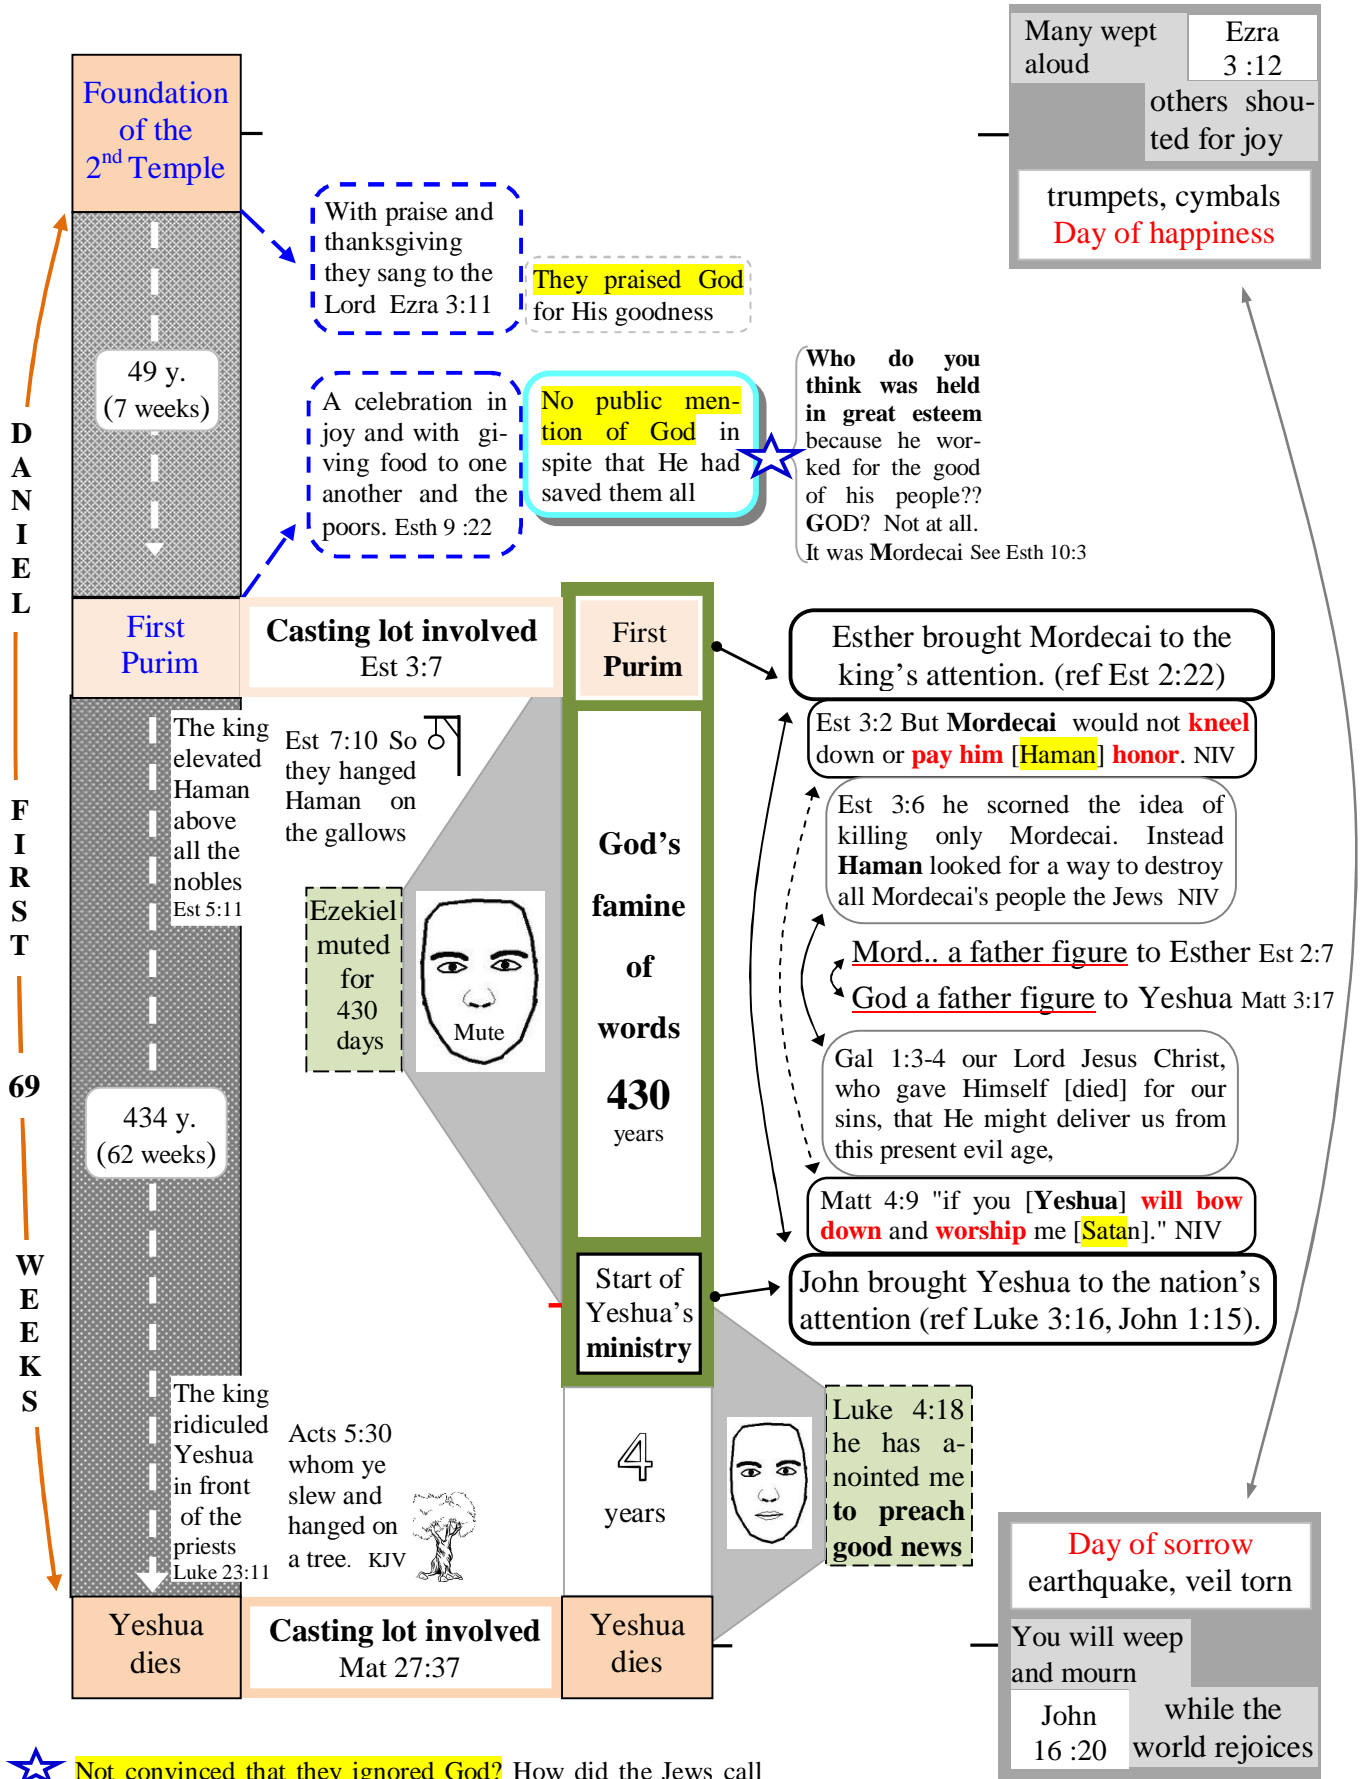 Many wept
aloud
Ezra
3 :12
others shou-
ted for joy
trumpets, cymbals
Day of happiness
Foundation
of the
2nd Temple
With praise and
thanksgiving
they sang to the
Lord Ezra 3:11
They praised God
for His goodness
49 y.
(7 weeks)
A celebration in
joy and with gi-
ving food to one
another and the
poors. Esth 9 :22
No public men-
tion of God in
spite that He had
saved them all
Who do you
think was held
in great esteem
because he wor-
ked for the good
of his people??
GOD? Not at all.
It was Mordecai See Esth 10:3
DANIEL
FIRST
69
WEEKS
First
Purim
Casting lot involved
Est 3:7
First
Purim
Esther brought Mordecai to the
king's attention. (ref Est 2:22)
The king
elevated
Haman
above
all the
nobles
Est 5:11
Est 7:10 So
they hanged
Haman on
the gallows
Est 3:2 But Mordecai would not kneel
down or pay him [Haman] honor. NIV
Est 3:6 he scorned the idea of
killing only Mordecai. Instead
Haman looked for a way to destroy
all Mordecai's people the Jews NIV
God's
famine
of
words
430
years
Ezekiel
muted
for
430
days
Mute
Mord.. a father figure to Esther Est 2:7
God a father figure to Yeshua Matt 3:17
Gal 1:3-4 our Lord Jesus Christ,
who gave Himself [died] for our
sins, that He might deliver us from
this present evil age,
434 y.
(62 weeks)
Matt 4:9 "if you [Yeshua] will bow
down and worship me [Satan]." NIV
Start of
Yeshua's
ministry
John brought Yeshua to the nation's
attention (ref Luke 3:16, John 1:15).
The king
ridiculed
Yeshua
in front
of the
priests
Luke 23:11
Acts 5:30
whom ye
slew and
hanged on
a tree. KJV
4
years
Luke 4:18
he has a-
nointed me
to preach
good news
Day of sorrow
earthquake, veil torn
You will weep
and mourn
John
16 :20
while the
world rejoices
Yeshua
dies
Casting lot involved
Mat 27:37
Yeshua
dies
Not convinced that they ignored God? How did the Jews call